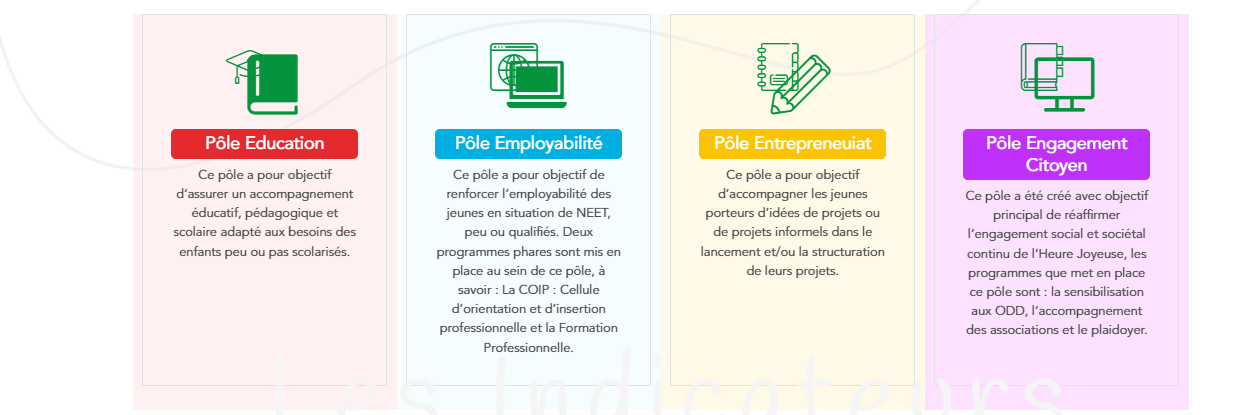 Pôle Education
Ce pôle a pour objectif
d'assurer un accompagnement
éducatif, pédagogique et
scolaire adapté aux besoins des
enfants peu ou pas scolarisés.
Pôle Employabilité
Ce pôle a pour objectif de
renforcer l'employabilité des
jeunes en situation de NEET,
peu ou qualifiés. Deux
programmes phares sont mis en
place au sein de ce pôle, à
savoir : La COIP : Cellule
d'orientation et d'insertion
professionnelle et la Formation
Professionnelle.
Pôle Entrepreneuiat
Ce pôle a pour objectif
d'accompagner les jeunes
porteurs d'idées de projets ou
de projets informels dans le
lancement et/ou la structuration
de leurs projets.
Pôle Engagement
Citoyen
Ce pôle a été créé avec objectif
principal de réaffirmer
l'engagement social et sociétal
continu de l'Heure Joyeuse, les
programmes que met en place
ce pôle sont : la sensibilisation
aux ODD, l'accompagnement
des associations et le plaidoyer.
Les Indicateurs